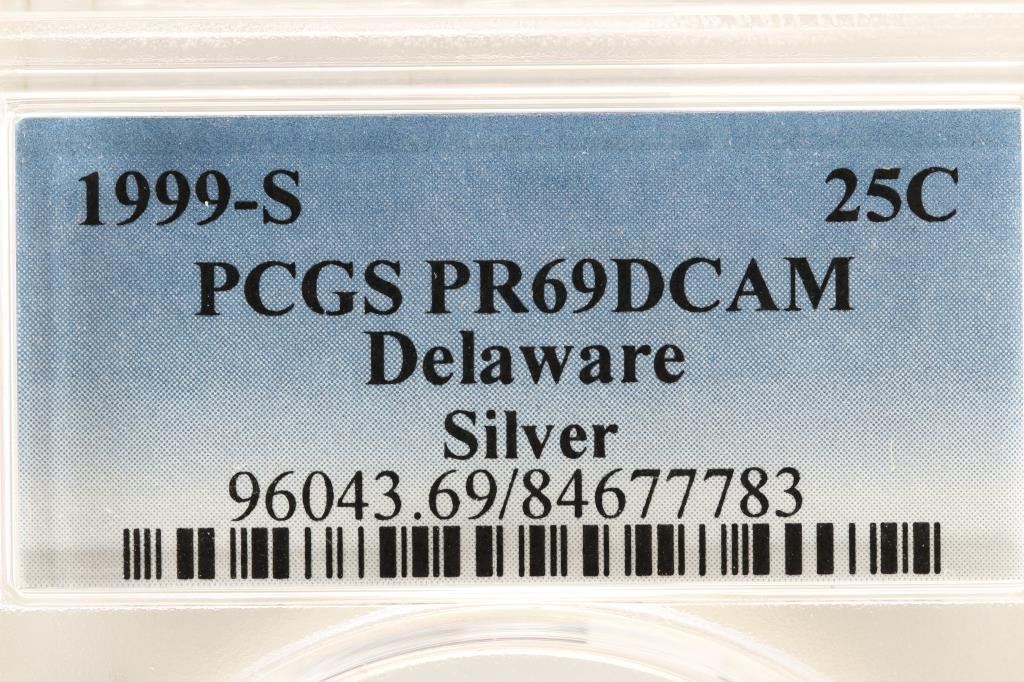 1999-S 25C
PCGS PR69DCAM
Delaware
Silver
96043.69/84677783